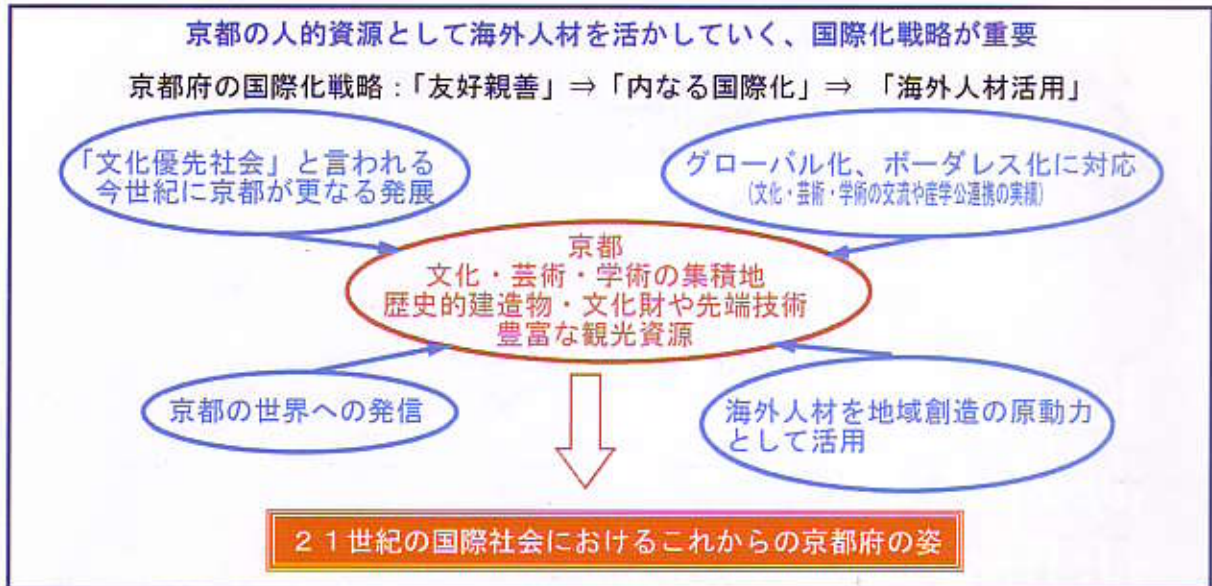 京都の人的資源として海外人材を活かしていく、国際化戦略が重要
京都府の国際化戦略：「友好親善」⇒「内なる国際化」⇒　「海外人材活用」
「文化優先社会」と言われる
今世紀に京都が更なる発展
グローバル化、ボーダレス化に対応
（文化・芸術・学術の交流や産学公連携の実績）
京都
文化・芸術・学術の集積地
歴史的建造物・文化財や先端技術
豊富な観光資源
京都の世界への発信
海外人材を地域創造の原動力
として活用
２１世紀の国際社会におけるこれからの京都府の姿